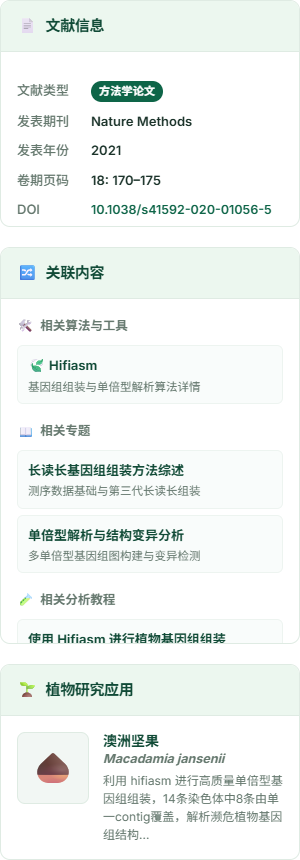 文献信息
文献类型 方法学论文
发表期刊 Nature Methods
发表年份 2021
卷期页码 18: 170–175
DOI 10.1038/s41592-020-01056-5
关联内容
相关算法与工具
Hifiasm
基因组组装与单倍型解析算法详情
相关专题
长读长基因组组装方法综述
测序数据基础与第三代长读长组装
单倍型解析与结构变异分析
多单倍型基因组图构建与变异检测
相关分析教程
使用 Hifiasm 进行植物基因组组装
植物研究应用
澳洲坚果
Macadamia jansenii
利用 hifiasm 进行高质量单倍型基
因组组装，14条染色体中8条由单
一contig覆盖，解析濒危植物基因
组结构...